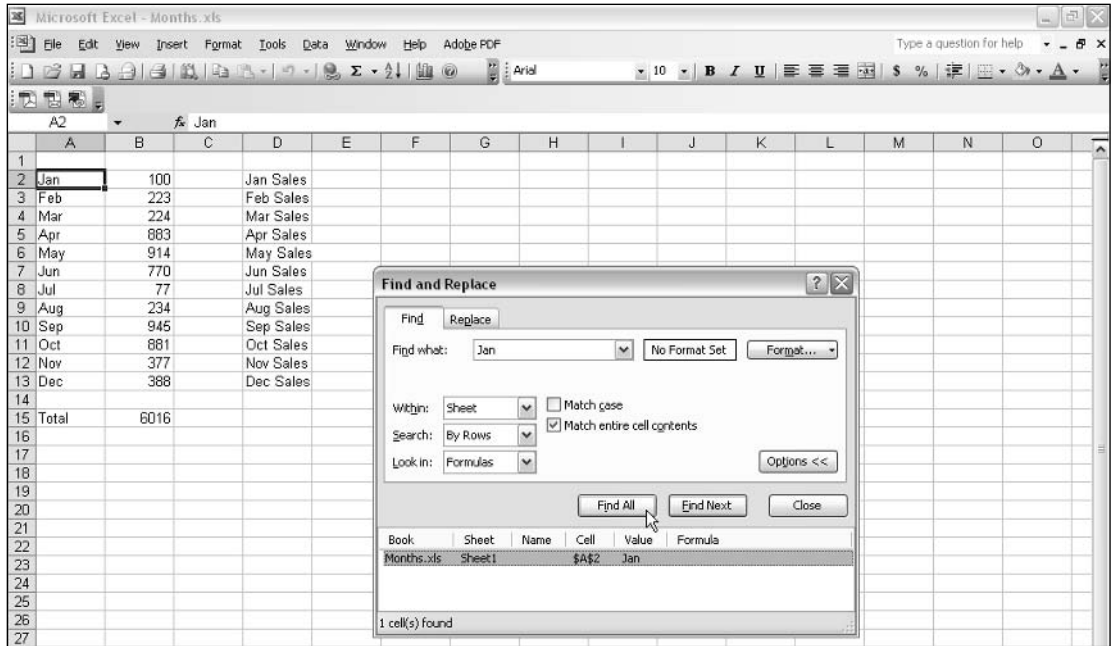 Microsoft Excel - Months.xls
File Edit View Insert Format Tools Data Window Help Adobe PDF Type a question for help
Arial 10 B I U $ %
A2 fx Jan
A B C D E F G H I J K L M N O
1
2 Jan 100 Jan Sales
3 Feb 223 Feb Sales
4 Mar 224 Mar Sales
5 Apr 883 Apr Sales
6 May 914 May Sales
7 Jun 770 Jun Sales
8 Jul 77 Jul Sales
9 Aug 234 Aug Sales
10 Sep 945 Sep Sales
11 Oct 881 Oct Sales
12 Nov 377 Nov Sales
13 Dec 388 Dec Sales
14
15 Total 6016
16
17
18
19
20
21
22
23
24
25
26
27
Find and Replace
Find Replace
Find what: Jan No Format Set Format...
Within: Sheet Match case
Match entire cell contents
Search: By Rows
Look in: Formulas Options <<
Find All Find Next Close
Book Sheet Name Cell Value Formula
Months.xls Sheet1 $A$2 Jan
1 cell(s) found